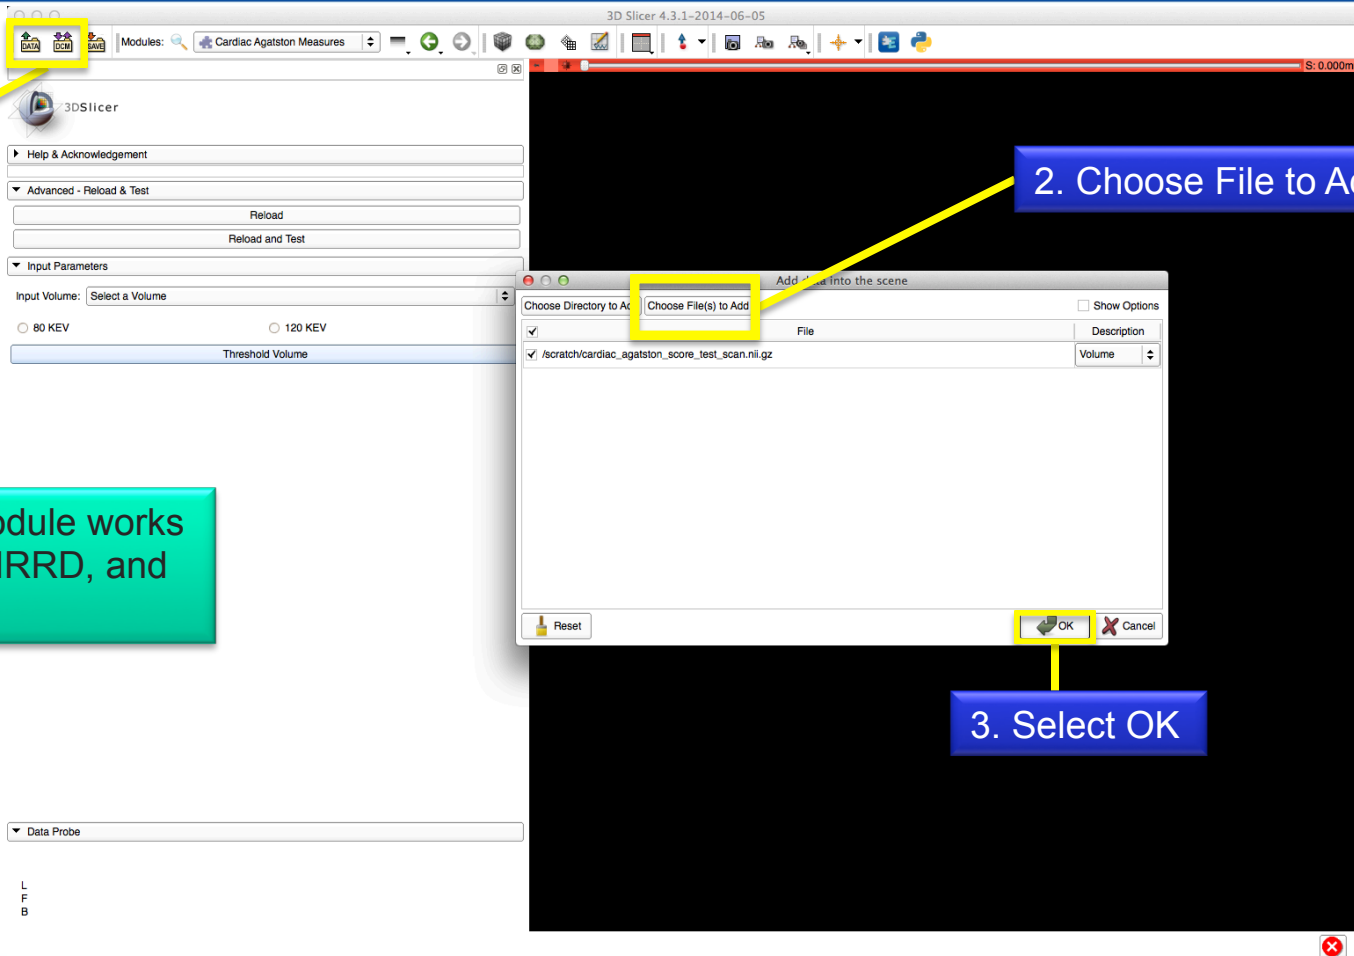 3D Slicer 4.3.1-2014-06-05
DATA DCM SAVE Modules: Cardiac Agatston Measures
S: 0.000m
3DSlicer
Help & Acknowledgement
Advanced - Reload & Test
Reload
Reload and Test
Input Parameters
Input Volume: Select a Volume
80 KEV 120 KEV
Threshold Volume
2. Choose File to A
Add data into the scene
Choose Directory to A Choose File(s) to Add Show Options
File Description
/scratch/cardiac_agatston_score_test_scan.nii.gz Volume
Reset OK Cancel
odule works
IRRD, and
3. Select OK
Data Probe
L
F
B